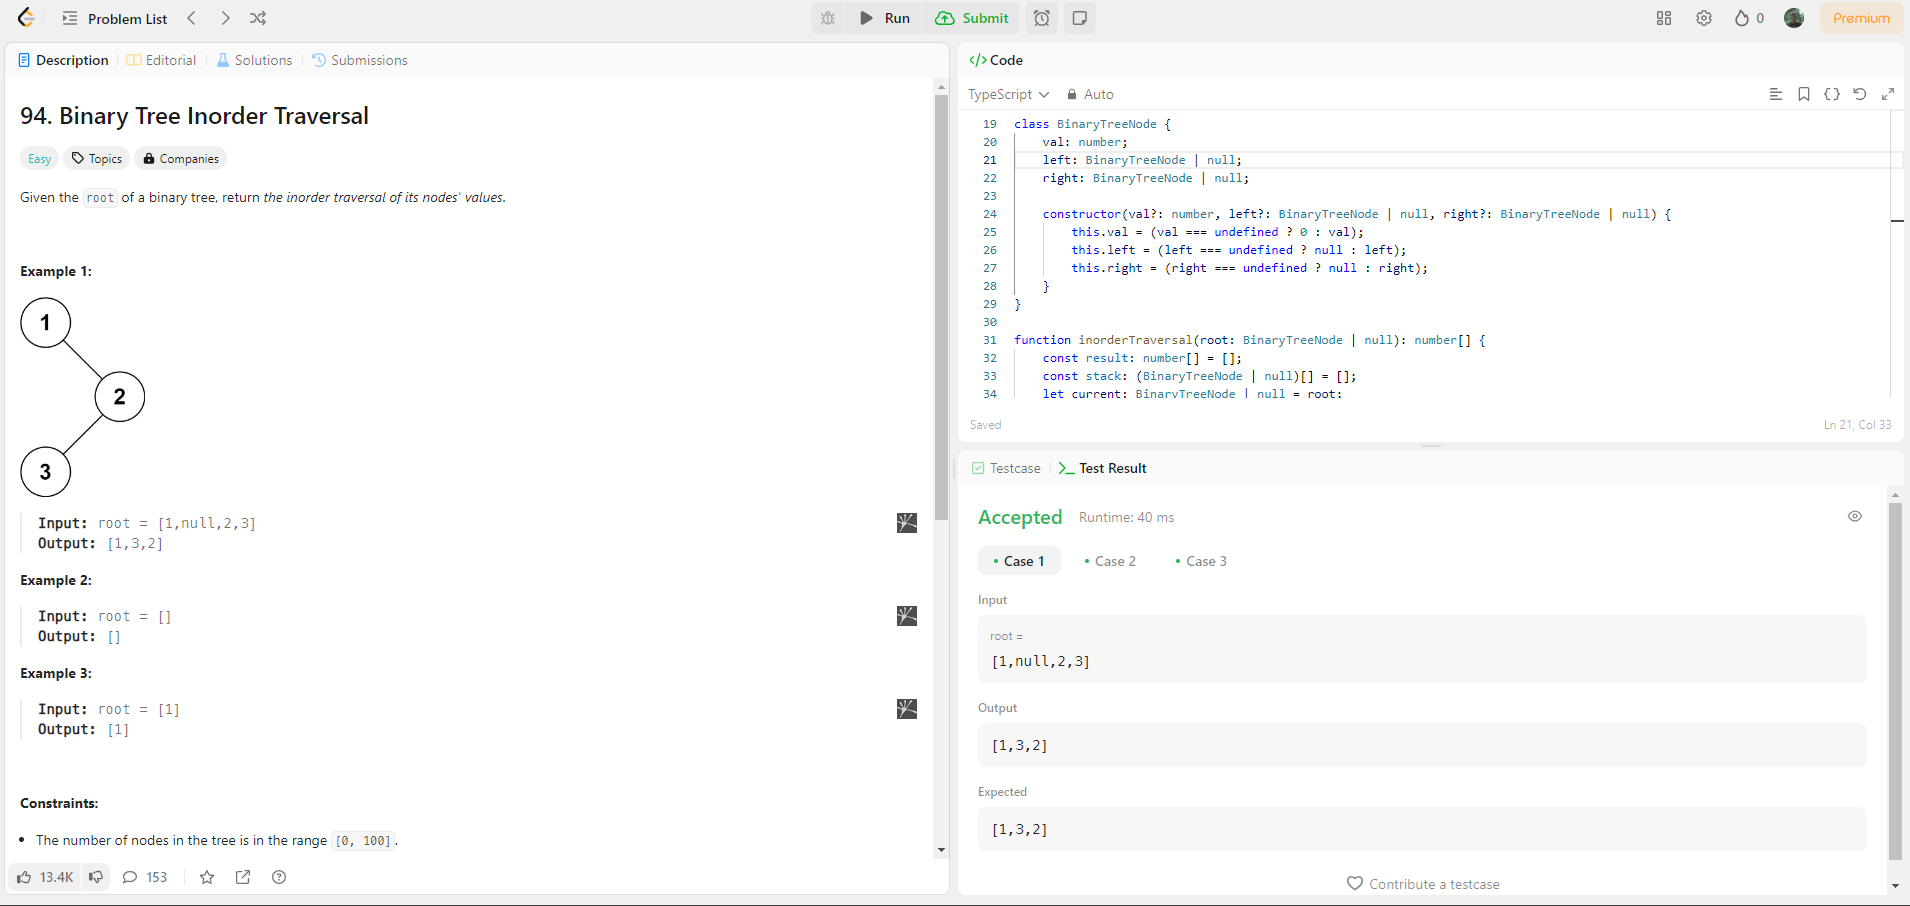 Problem List
Run
Submit
0
Premium
Description
Editorial
Solutions
Submissions
94. Binary Tree Inorder Traversal
Easy
Topics
Companies
Given the root of a binary tree, return the inorder traversal of its nodes' values.
Example 1:
1
2
3
Input: root = [1,null,2,3]
Output: [1,3,2]
Example 2:
Input: root = []
Output: []
Example 3:
Input: root = [1]
Output: [1]
Constraints:
• The number of nodes in the tree is in the range [0, 100].
13.4K
153
</> Code
TypeScript
Auto
19 class BinaryTreeNode {
20 val: number;
21 left: BinaryTreeNode | null;
22 right: BinaryTreeNode | null;
23
24 constructor(val?: number, left?: BinaryTreeNode | null, right?: BinaryTreeNode | null) {
25 this.val = (val === undefined ? 0 : val);
26 this.left = (left === undefined ? null : left);
27 this.right = (right === undefined ? null : right);
28 }
29 }
30
31 function inorderTraversal(root: BinaryTreeNode | null): number[] {
32 const result: number[] = [];
33 const stack: (BinaryTreeNode | null)[] = [];
34 let current: BinaryTreeNode | null = root;
Saved
Ln 21, Col 33
Testcase
Test Result
Accepted
Runtime: 40 ms
• Case 1
• Case 2
• Case 3
Input
root =
[1,null,2,3]
Output
[1,3,2]
Expected
[1,3,2]
Contribute a testcase